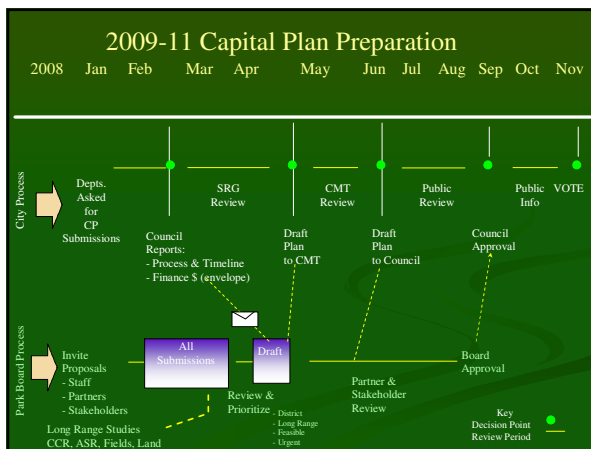 2009-11 Capital Plan Preparation
2008 Jan Feb Mar Apr May Jun Jul Aug Sep Oct Nov
City Process
Depts.
Asked
for
CP
Submissions
SRG
Review
CMT
Review
Public
Review
Public
Info
VOTE
Council
Reports:
- Process & Timeline
- Finance $ (envelope)
Draft
Plan
to CMT
Draft
Plan
to Council
Council
Approval
Park Board Process
Invite
Proposals
- Staff
- Partners
- Stakeholders
All
Submissions
Draft
Review &
Prioritize
- District
- Long Range
- Feasible
- Urgent
Partner &
Stakeholder
Review
Board
Approval
Long Range Studies
CCR, ASR, Fields, Land
Key
Decision Point
Review Period